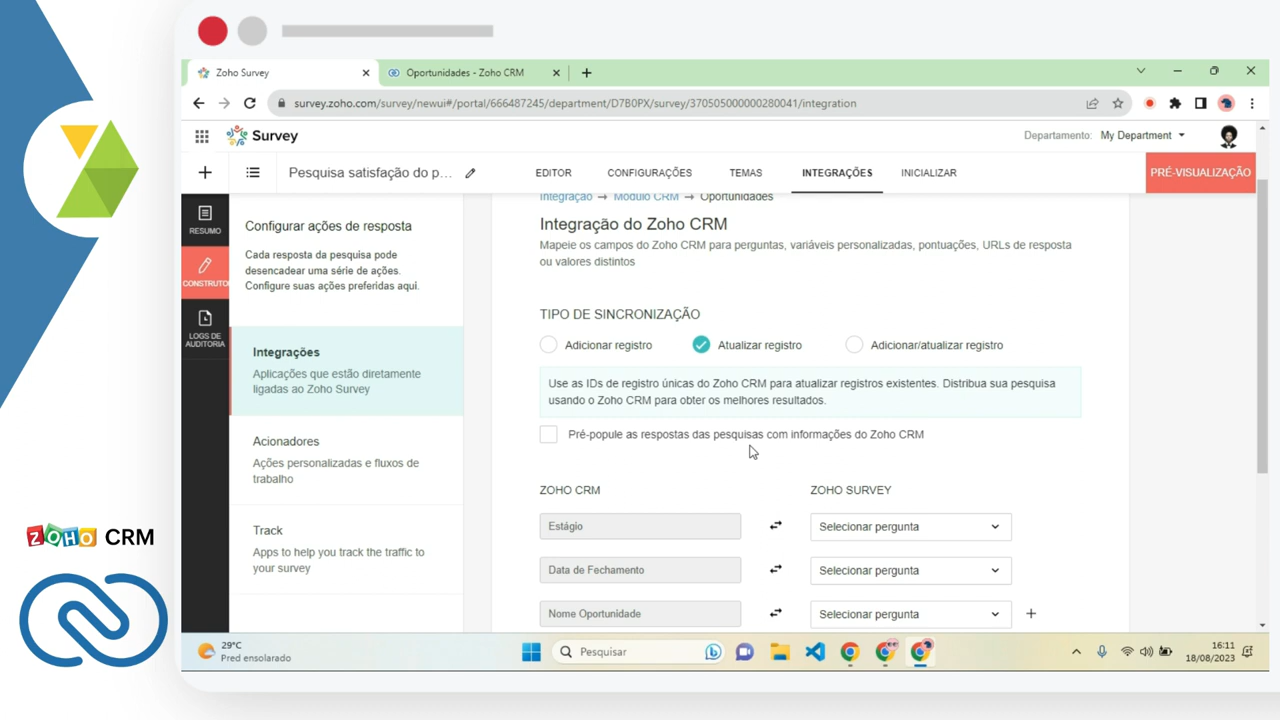 Zoho Survey
Oportunidades - Zoho CRM
survey.zoho.com/survey/newui#/portal/666487245/department/D7B0PX/survey/370505000000280041/integration
Survey
Departamento: My Department
Pesquisa satisfação do p...
EDITOR
CONFIGURAÇÕES
TEMAS
INTEGRAÇÕES
INICIALIZAR
PRÉ-VISUALIZAÇÃO
RESUMO
CONSTRUTO
LOGS DE
AUDITORIA
Configurar ações de resposta
Cada resposta da pesquisa pode
desencadear uma série de ações.
Configure suas ações preferidas aqui.
Integrações
Aplicações que estão diretamente
ligadas ao Zoho Survey
Acionadores
Ações personalizadas e fluxos de
trabalho
Track
Apps to help you track the traffic to
your survey
Integração → Módulo CRM → Oportunidades
Integração do Zoho CRM
Mapeie os campos do Zoho CRM para perguntas, variáveis personalizadas, pontuações, URLs de resposta
ou valores distintos
TIPO DE SINCRONIZAÇÃO
Adicionar registro
Atualizar registro
Adicionar/atualizar registro
Use as IDs de registro únicas do Zoho CRM para atualizar registros existentes. Distribua sua pesquisa
usando o Zoho CRM para obter os melhores resultados.
Pré-popule as respostas das pesquisas com informações do Zoho CRM
ZOHO CRM
ZOHO SURVEY
Estágio
Selecionar pergunta
Data de Fechamento
Selecionar pergunta
Nome Oportunidade
Selecionar pergunta
ZOHO CRM
29°C
Pred ensolarado
Pesquisar
16:11
18/08/2023